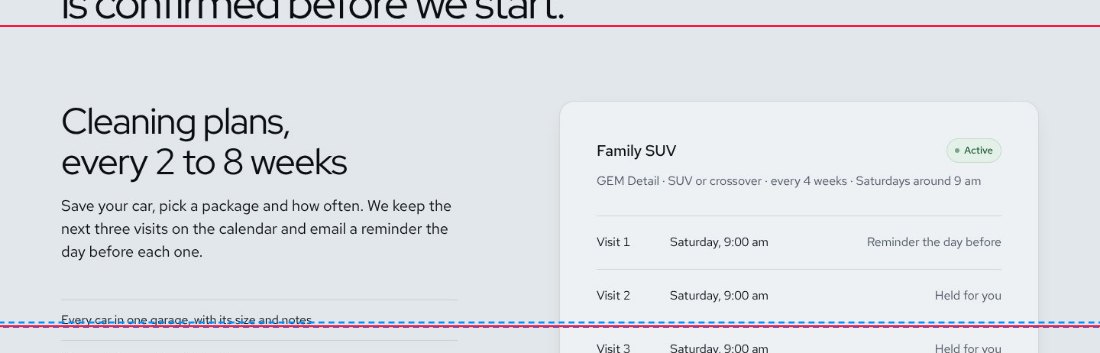 is confirmed before we start.
Cleaning plans,
every 2 to 8 weeks
Save your car, pick a package and how often. We keep the
next three visits on the calendar and email a reminder the
day before each one.
Every car in one garage, with its size and notes
Family SUV
Active
GEM Detail · SUV or crossover · every 4 weeks · Saturdays around 9 am
Visit 1 Saturday, 9:00 am Reminder the day before
Visit 2 Saturday, 9:00 am Held for you
Visit 3 Saturday, 9:00 am Held for you